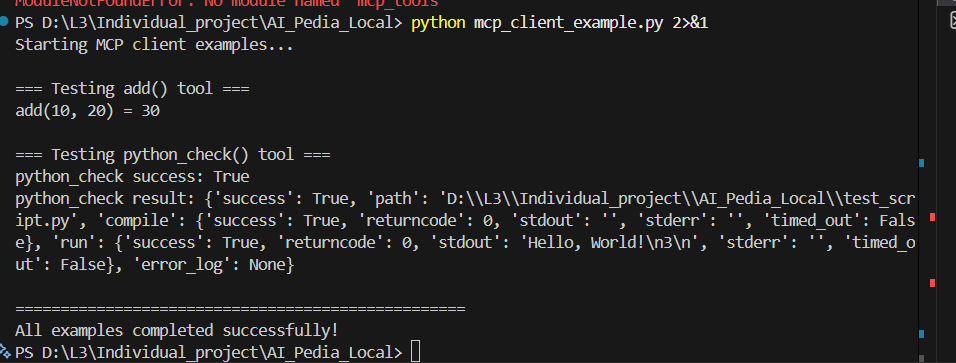 ModuleNotFoundError: No module named 'mcp_tools'
PS D:\L3\Individual_project\AI_Pedia_Local> python mcp_client_example.py 2>&1
Starting MCP client examples...
=== Testing add() tool ===
add(10, 20) = 30
=== Testing python_check() tool ===
python_check success: True
python_check result: {'success': True, 'path': 'D:\\L3\\Individual_project\\AI_Pedia_Local\\test_scr
ipt.py', 'compile': {'success': True, 'returncode': 0, 'stdout': '', 'stderr': '', 'timed_out': Fals
e}, 'run': {'success': True, 'returncode': 0, 'stdout': 'Hello, World!\n3\n', 'stderr': '', 'timed_o
ut': False}, 'error_log': None}
==================================================
All examples completed successfully!
PS D:\L3\Individual_project\AI_Pedia_Local>